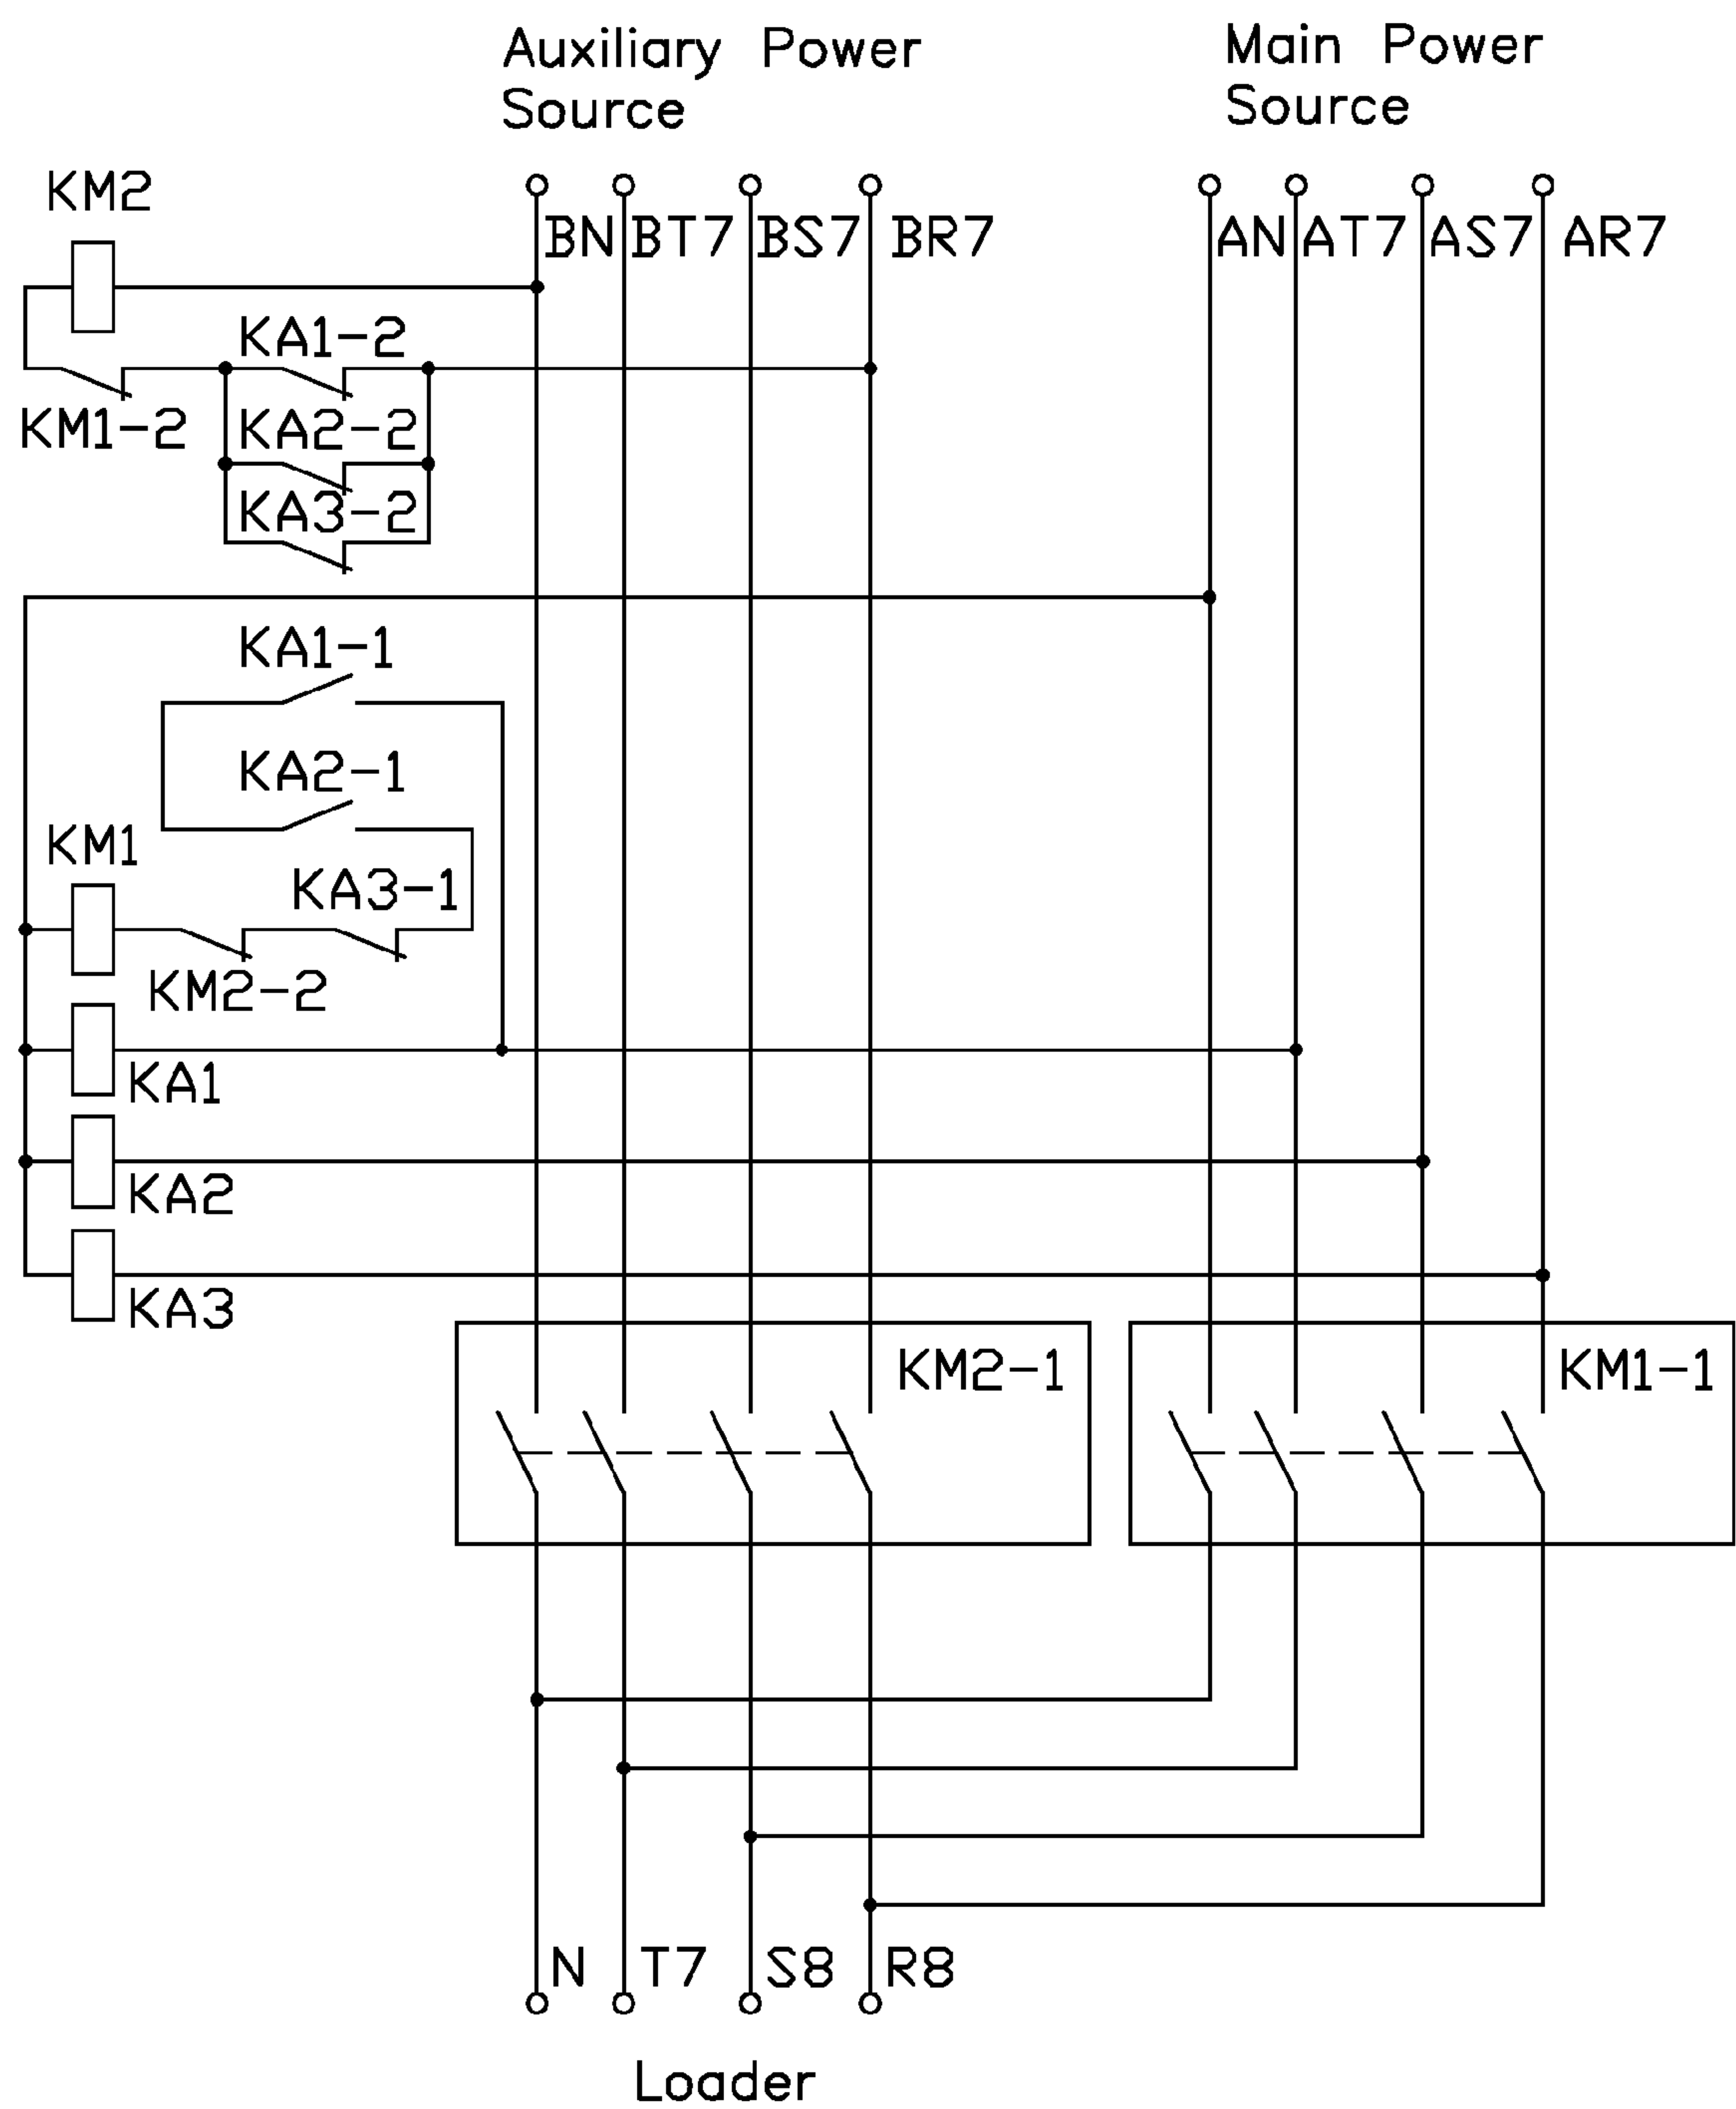 Auxiliary Power
Source
Main Power
Source
KM2
BN BT7 BS7 BR7
AN AT7 AS7 AR7
KA1-2
KM1-2
KA2-2
KA3-2
KA1-1
KA2-1
KM1
KA3-1
KM2-2
KA1
KA2
KA3
KM2-1
KM1-1
N T7 S8 R8
Loader